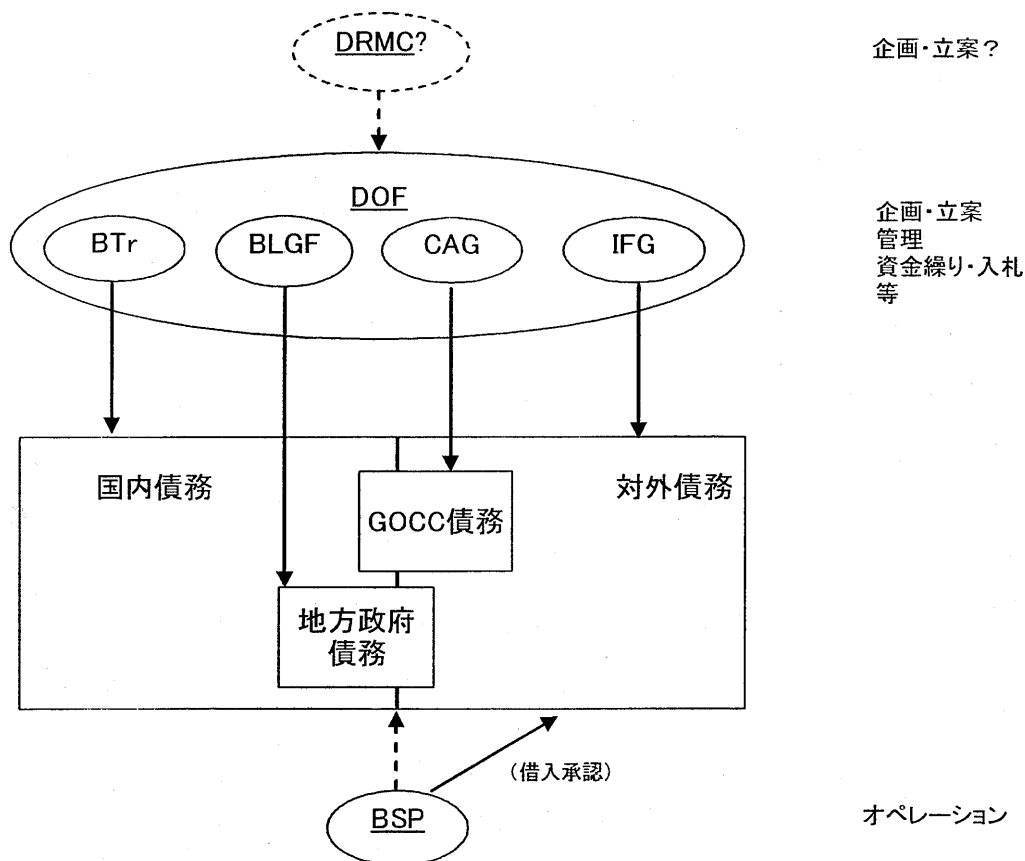 DRMC?
企画・立案？
DOF
BTr
BLGF
CAG
IFG
企画・立案
管理
資金繰り・入札
等
国内債務
対外債務
GOCC債務
地方政府
債務
（借入承認）
BSP
オペレーション